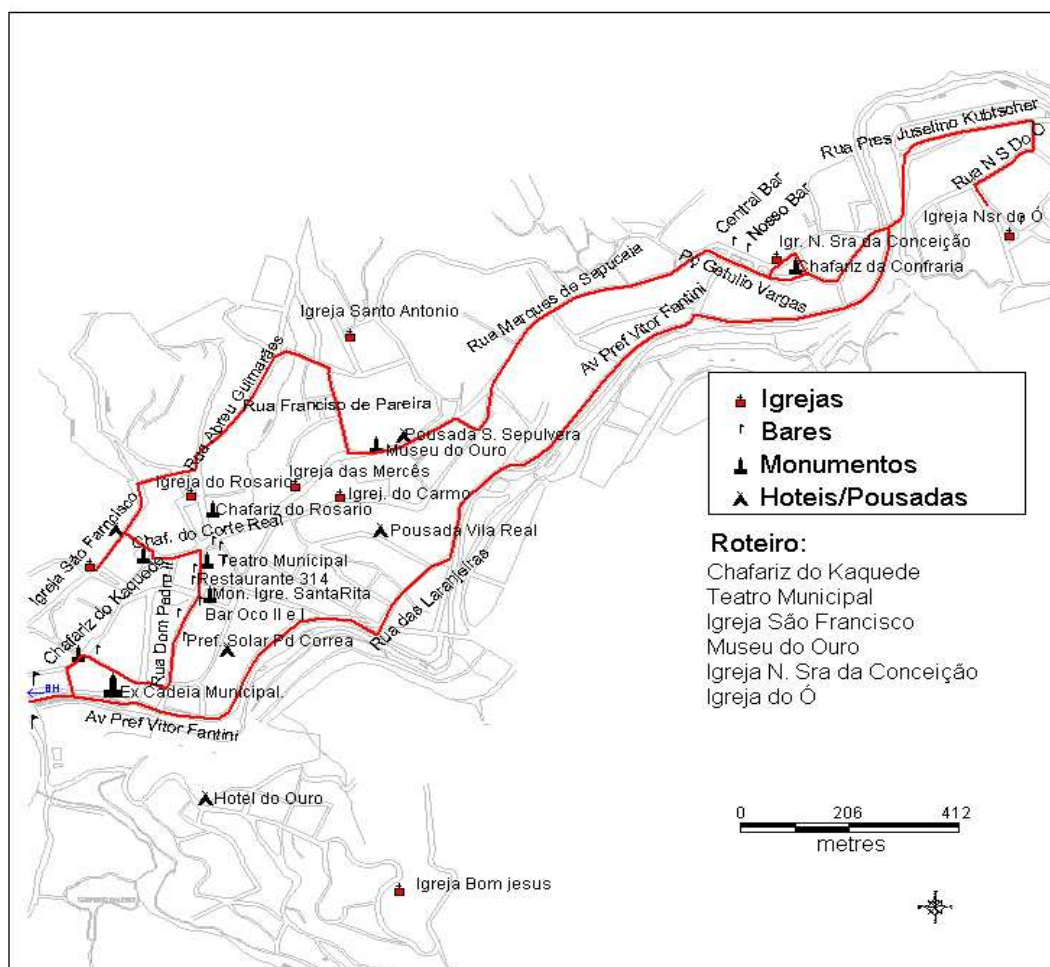 Rua Pres Juselino Kubtscher
Rua N S Do O
Central Bar
Nosso Bar
Igreja Nsr do Ó
Igr. N. Sra da Conceição
Chafariz da Confraria
Pç Getulio Vargas
Rua Marques de Sapucaia
Av Pref Vitor Fantini
Igreja Santo Antonio
Rua Abreu Guimarães
Rua Franciso de Pareira
Pousada S. Sepulvera
Museu do Ouro
Igreja das Mercês
Igreja do Rosario
Igrej. do Carmo
Chafariz do Rosario
Chaf. do Corte Real
Pousada Vila Real
Igreja São Farncisco
Teatro Municipal
Restaurante 314
Mon. Igre. SantaRita
Bar Oco II e I
Chafariz do Kaquede
Rua Dom Padro II
Pref. Solar Pd Correa
Rua das Laranjeiras
BH
Ex Cadeia Municipal.
Av Pref Vitor Fantini
Hotel do Ouro
Igreja Bom jesus
Igrejas
Bares
Monumentos
Hoteis/Pousadas
Roteiro:
Chafariz do Kaquede
Teatro Municipal
Igreja São Francisco
Museu do Ouro
Igreja N. Sra da Conceição
Igreja do Ó
0 206 412
metres